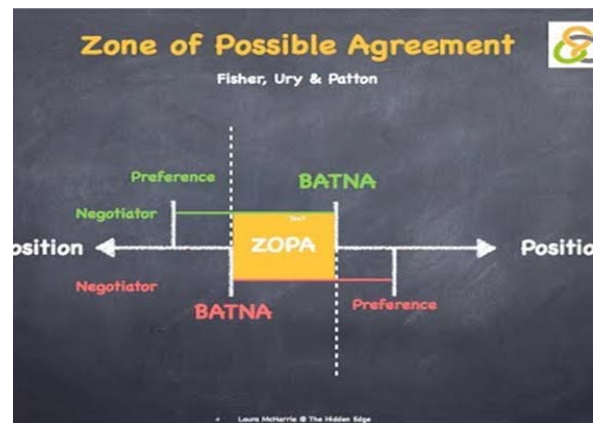 Zone of Possible Agreement
Fisher, Ury & Patton
Preference
BATNA
Negotiator
osition
ZOPA
Positio
Negotiator
BATNA
Preference
Laura McHarrie @ The Hidden Edge